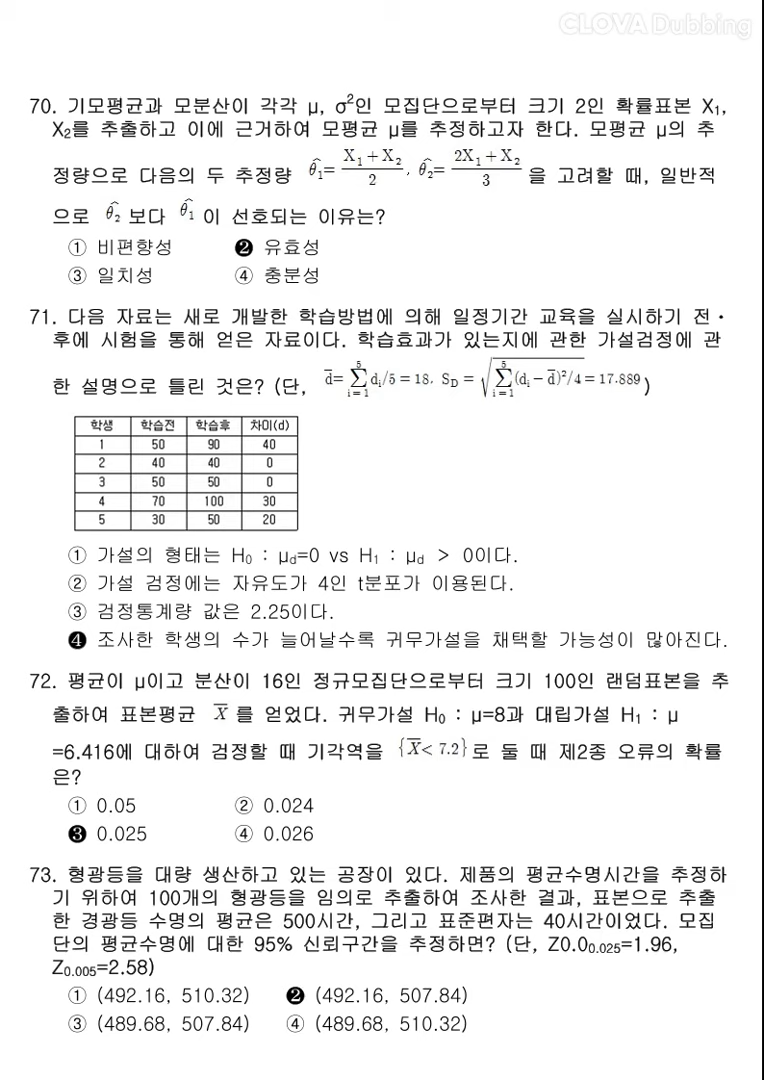 CLOVA Dubbing
70. 기모평균과 모분산이 각각 μ, σ²인 모집단으로부터 크기 2인 확률표본 X₁,
X₂를 추출하고 이에 근거하여 모평균 μ를 추정하고자 한다. 모평균 μ의 추
정량으로 다음의 두 추정량 θ̂₁= (X₁+X₂)/2, θ̂₂= (2X₁+X₂)/3 을 고려할 때, 일반적
으로 θ̂₂ 보다 θ̂₁ 이 선호되는 이유는?
① 비편향성 ❷ 유효성
③ 일치성 ④ 충분성
71. 다음 자료는 새로 개발한 학습방법에 의해 일정기간 교육을 실시하기 전・
후에 시험을 통해 얻은 자료이다. 학습효과가 있는지에 관한 가설검정에 관
한 설명으로 틀린 것은? (단, d̅= ∑_{i=1}^{5} dᵢ/5 = 18, S_D = √(∑_{i=1}^{5}(dᵢ-d̅)²/4) = 17.889)
학생 학습전 학습후 차이(d)
1 50 90 40
2 40 40 0
3 50 50 0
4 70 100 30
5 30 50 20
① 가설의 형태는 H₀ : μd=0 vs H₁ : μd > 0이다.
② 가설 검정에는 자유도가 4인 t분포가 이용된다.
③ 검정통계량 값은 2.25이다.
❹ 조사한 학생의 수가 늘어날수록 귀무가설을 채택할 가능성이 많아진다.
72. 평균이 μ이고 분산이 16인 정규모집단으로부터 크기 100인 랜덤표본을 추
출하여 표본평균 X̅ 를 얻었다. 귀무가설 H₀ : μ=8과 대립가설 H₁ : μ
=6.416에 대하여 검정할 때 기각역을 {X̅< 7.2}로 둘 때 제2종 오류의 확률
은?
① 0.05 ② 0.024
❸ 0.025 ④ 0.026
73. 형광등을 대량 생산하고 있는 공장이 있다. 제품의 평균수명시간을 추정하
기 위하여 100개의 형광등을 임의로 추출하여 조사한 결과, 표본으로 추출
한 경광등 수명의 평균은 500시간, 그리고 표준편자는 40시간이었다. 모집
단의 평균수명에 대한 95% 신뢰구간을 추정하면? (단, Z0.0₀.₀₂₅=1.96,
Z₀.₀₀₅=2.58)
① (492.16, 510.32) ❷ (492.16, 507.84)
③ (489.68, 507.84) ④ (489.68, 510.32)